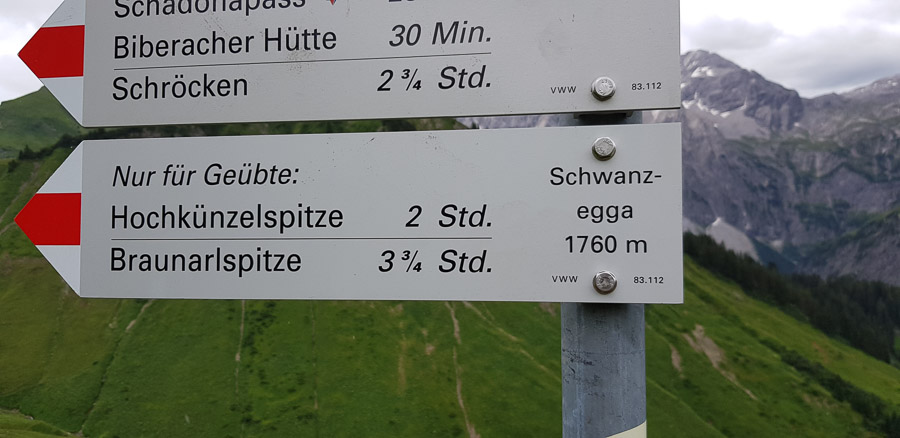 Schadonapass
Biberacher Hütte 30 Min.
Schröcken 2 ¾ Std.
VWW 83.112
Nur für Geübte:
Hochkünzelspitze 2 Std.
Braunarlspitze 3 ¾ Std.
Schwanz-
egga
1760 m
VWW 83.112